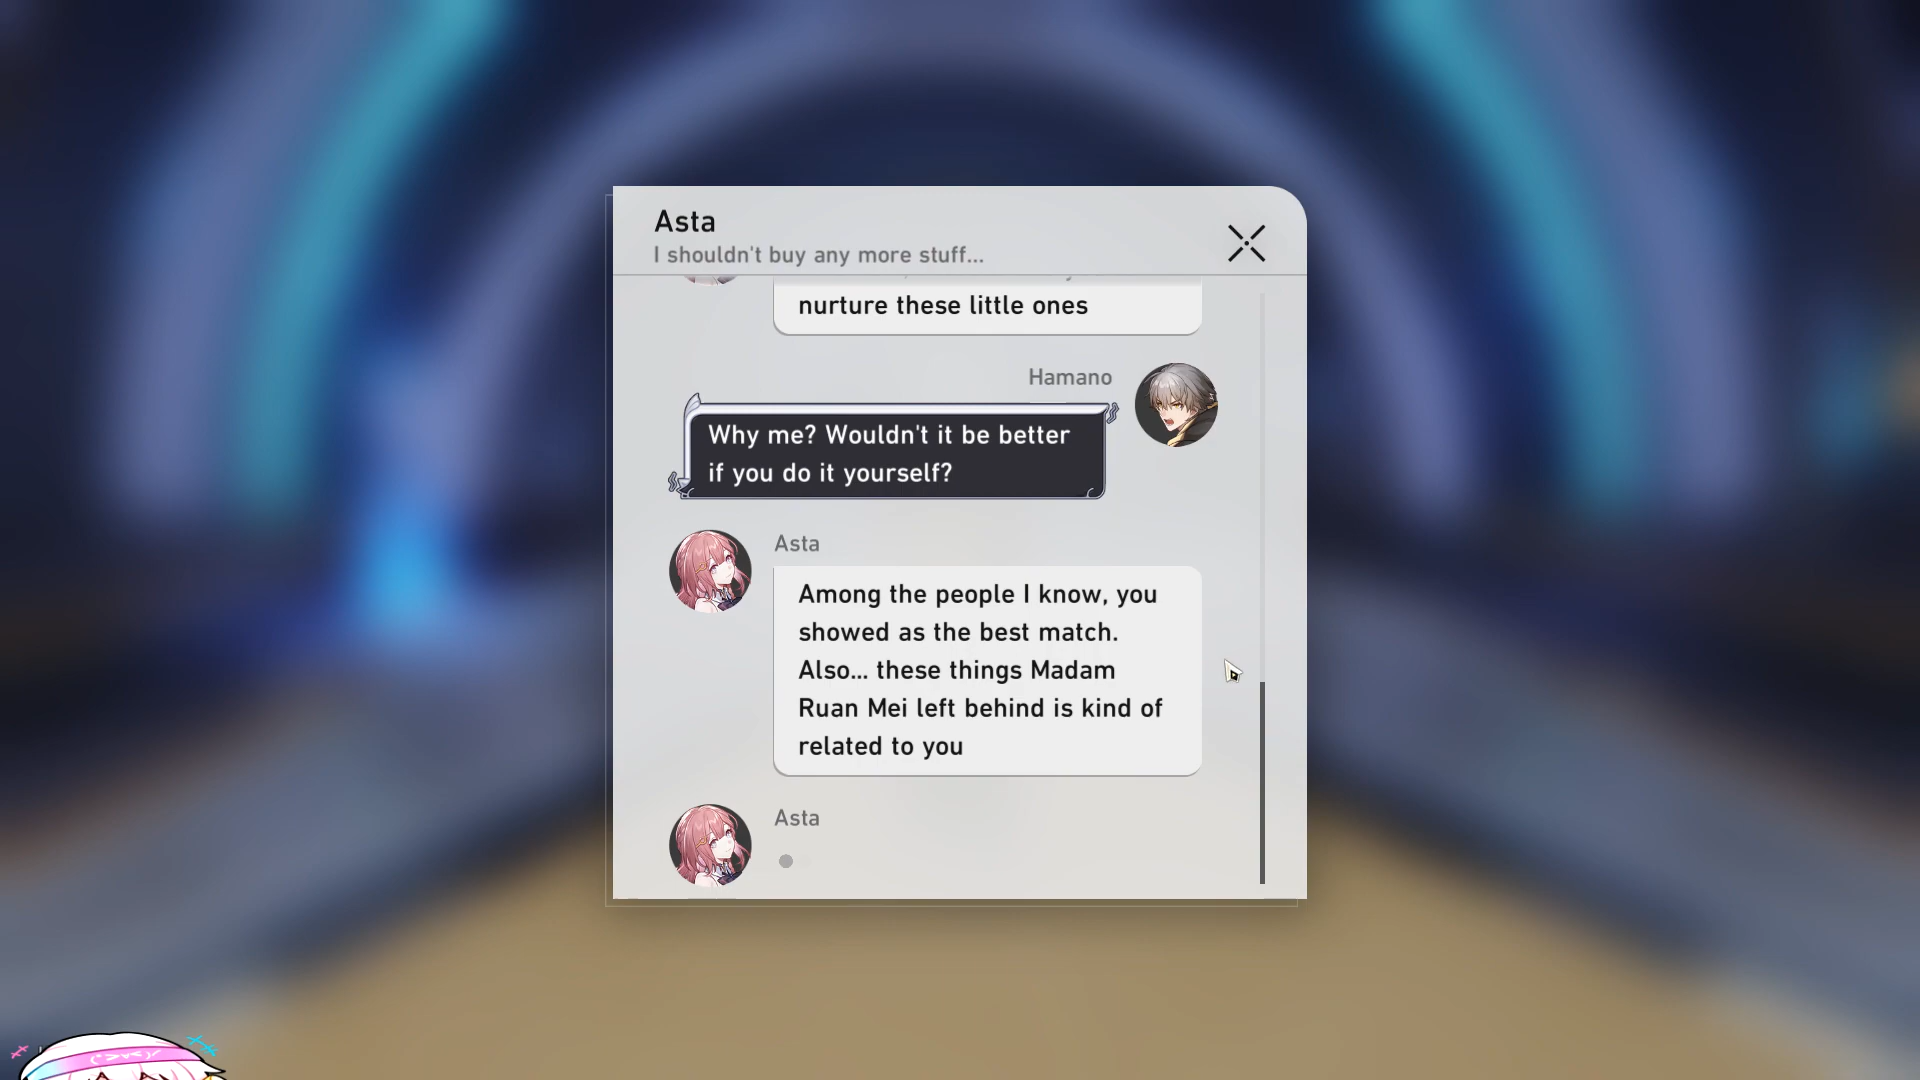 Asta
I shouldn't buy any more stuff...
nurture these little ones
Hamano
Why me? Wouldn't it be better
if you do it yourself?
Asta
Among the people I know, you
showed as the best match.
Also... these things Madam
Ruan Mei left behind is kind of
related to you
Asta